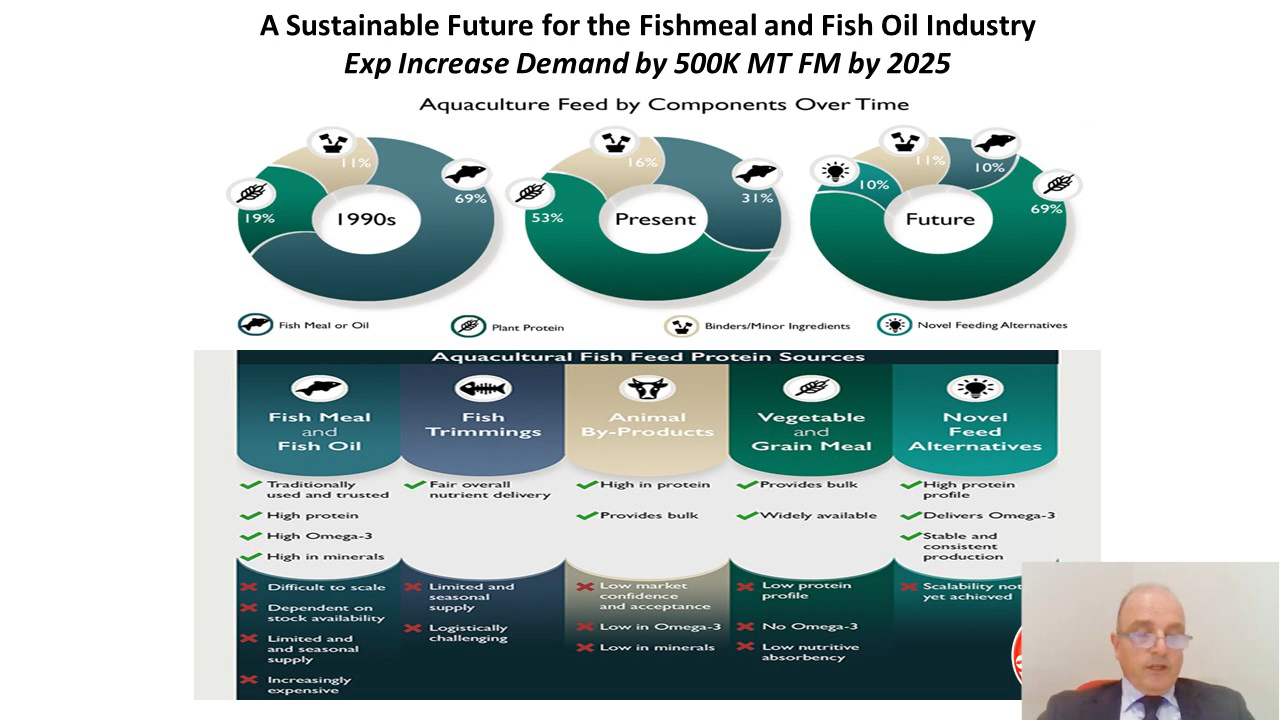 A Sustainable Future for the Fishmeal and Fish Oil Industry
Exp Increase Demand by 500K MT FM by 2025
Aquaculture Feed by Components Over Time
11%
69%
19%
1990s
16%
31%
53%
Present
11%
10%
10%
69%
Future
Fish Meal or Oil
Plant Protein
Binders/Minor Ingredients
Novel Feeding Alternatives
Aquacultural Fish Feed Protein Sources
Fish Meal
and
Fish Oil
Traditionally
used and trusted
High protein
High Omega-3
High in minerals
Difficult to scale
Dependent on
stock availability
Limited and
and seasonal
supply
Increasingly
expensive
Fish
Trimmings
Fair overall
nutrient delivery
Limited and
seasonal
supply
Logistically
challenging
Animal
By-Products
High in protein
Provides bulk
Low market
confidence
and acceptance
Low in Omega-3
Low in minerals
Vegetable
and
Grain Meal
Provides bulk
Widely available
Low protein
profile
No Omega-3
Low nutritive
absorbency
Novel
Feed
Alternatives
High protein
profile
Delivers Omega-3
Stable and
consistent
production
Scalability not
yet achieved